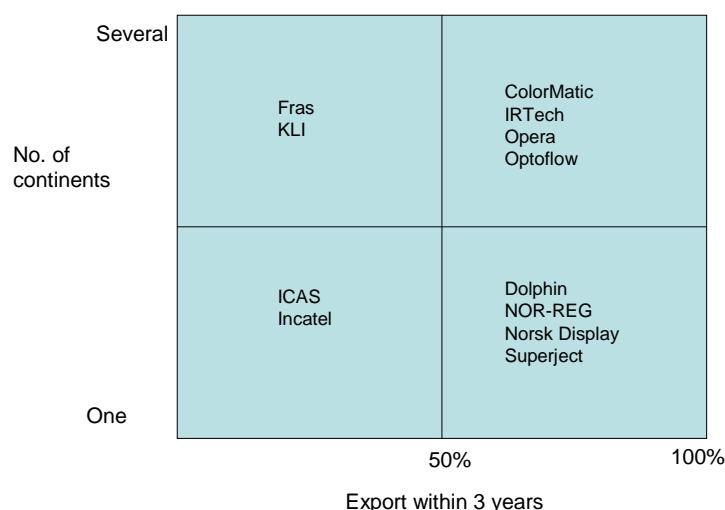 Several
Fras
KLI
ColorMatic
IRTech
Opera
Optoflow
No. of
continents
ICAS
Incatel
Dolphin
NOR-REG
Norsk Display
Superject
One
50%
100%
Export within 3 years